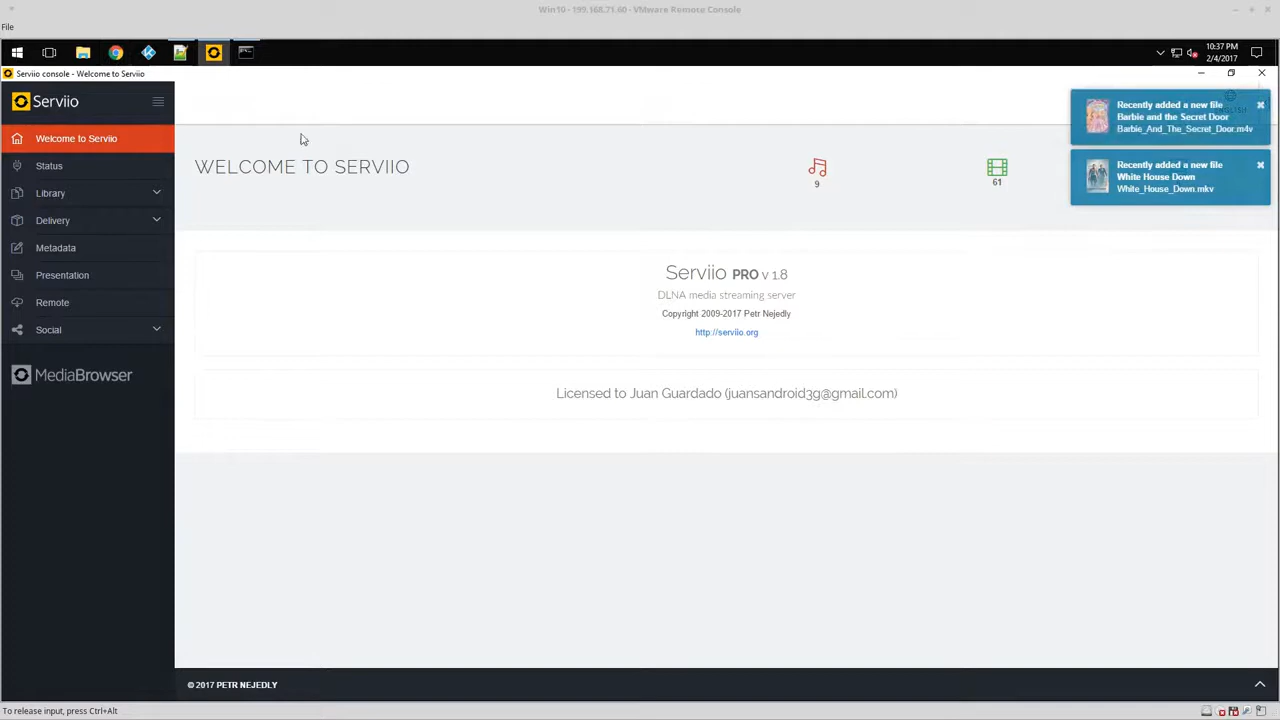 Win10 - 199.168.71.60 - VMware Remote Console
File
10:37 PM
2/4/2017
Serviio console - Welcome to Serviio
Serviio
Welcome to Serviio
Status
Library
Delivery
Metadata
Presentation
Remote
Social
MediaBrowser
WELCOME TO SERVIIO
9
61
Recently added a new file
Barbie and the Secret Door
Barbie_And_The_Secret_Door.m4v
Recently added a new file
White House Down
White_House_Down.mkv
Serviio PRO v 1.8
DLNA media streaming server
Copyright 2009-2017 Petr Nejedly
http://serviio.org
Licensed to Juan Guardado (juansandroid3g@gmail.com)
© 2017 PETR NEJEDLY
To release input, press Ctrl+Alt